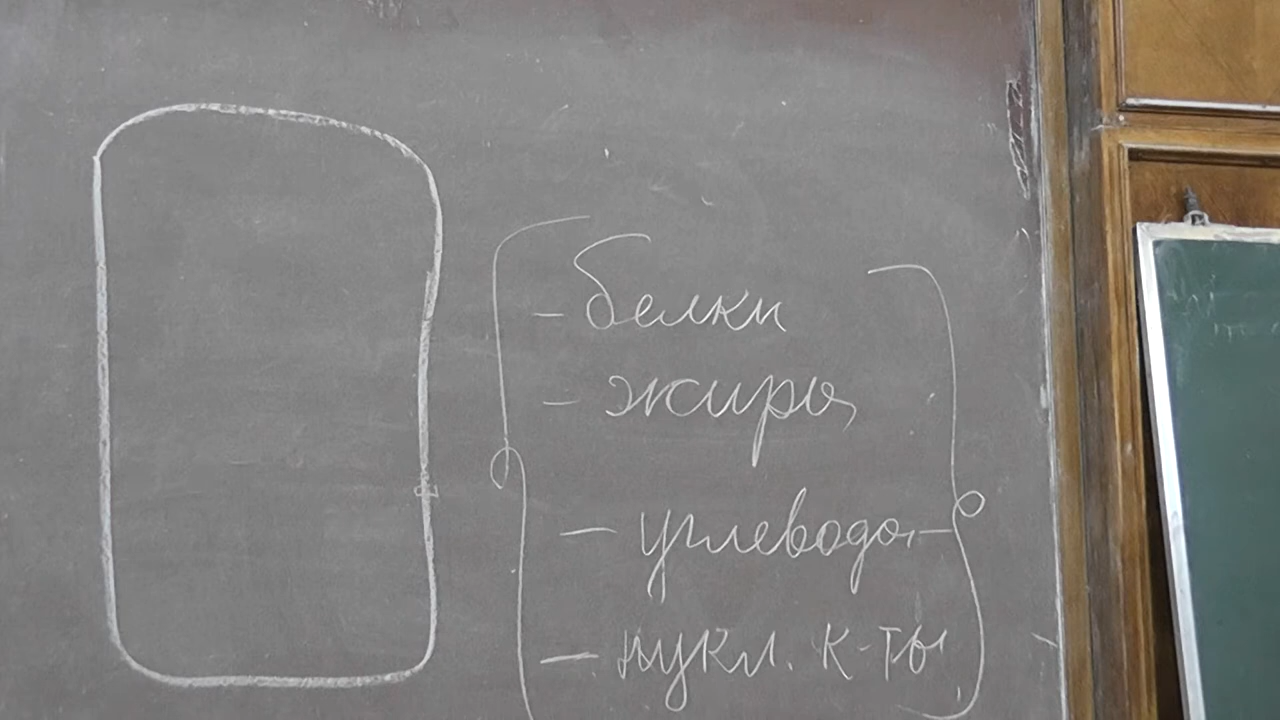 - белки
- жиры
- углеводы
- нукл. к-ты